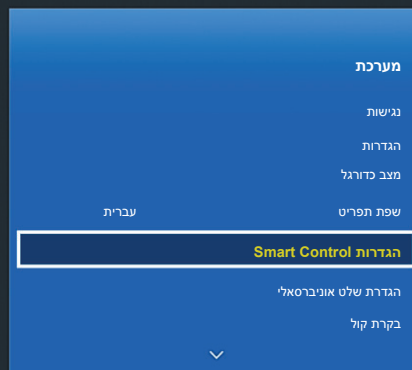 מערכת
נגישות
הגדרות
מצב כדורגל
שפת תפריט עברית
הגדרות Smart Control
הגדרת שלט אוניברסאלי
בקרת קול